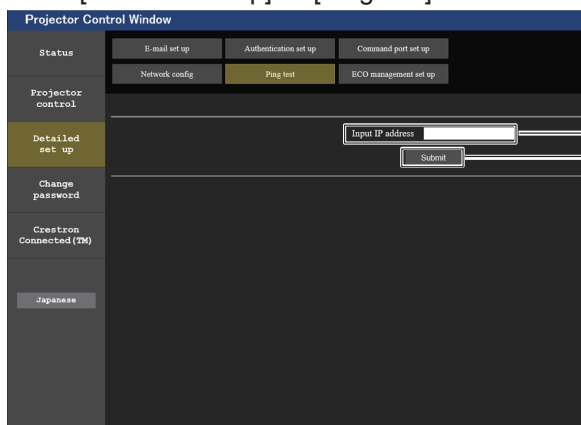 Projector Control Window
Status
E-mail set up
Authentication set up
Command port set up
Network config
Ping test
ECO management set up
Projector
control
Input IP address
Submit
Detailed
set up
Change
password
Crestron
Connected(TM)
Japanese